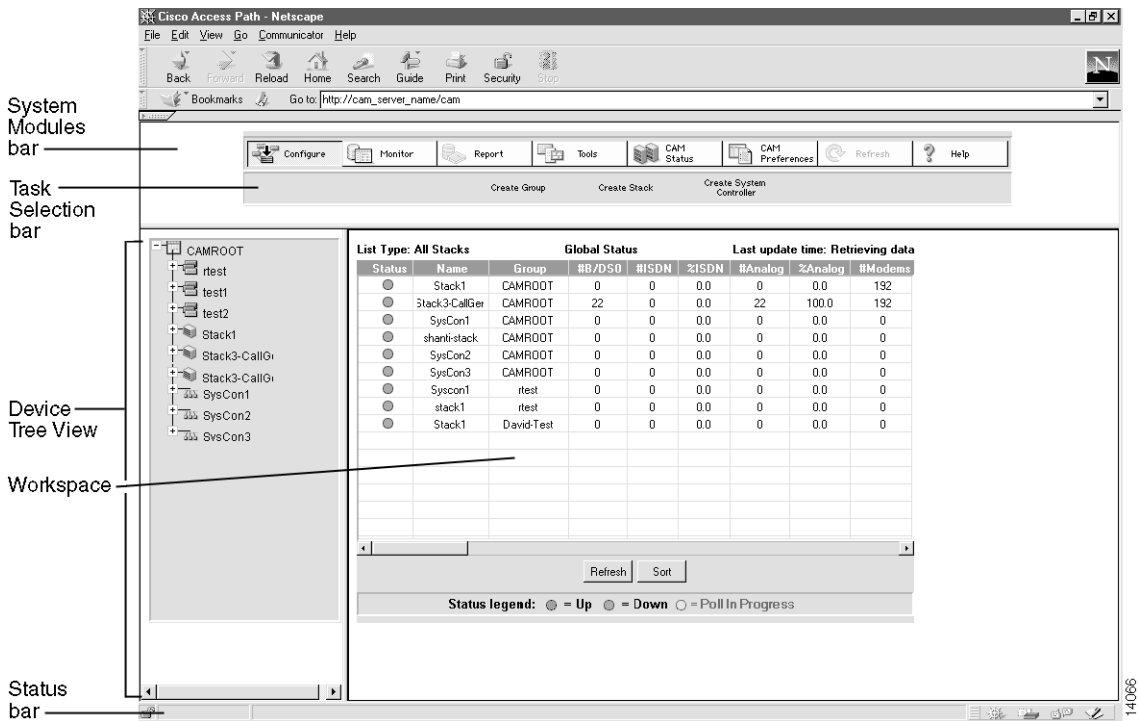 Cisco Access Path - Netscape
File Edit View Go Communicator Help
Back Forward Reload Home Search Guide Print Security Stop
N
Bookmarks Go to: http://cam_server_name/cam
System
Modules
bar
Configure Monitor Report Tools CAM Status CAM Preferences Refresh Help
Task
Selection
bar
Create Group Create Stack Create System Controller
CAMROOT
rtest
test1
test2
Stack1
Stack3-CallG
Stack3-CallG
SysCon1
SysCon2
SysCon3
Device
Tree View
Workspace
List Type: All Stacks Global Status Last update time: Retrieving data
Status Name Group #B/DS0 #ISDN %ISDN #Analog %Analog #Modems
Stack1 CAMROOT 0 0 0.0 0 0.0 192
Stack3-CallGer CAMROOT 22 0 0.0 22 100.0 192
SysCon1 CAMROOT 0 0 0.0 0 0.0 0
shanti-stack CAMROOT 0 0 0.0 0 0.0 0
SysCon2 CAMROOT 0 0 0.0 0 0.0 0
SysCon3 CAMROOT 0 0 0.0 0 0.0 0
Syscon1 rtest 0 0 0.0 0 0.0 0
stack1 rtest 0 0 0.0 0 0.0 0
Stack1 David-Test 0 0 0.0 0 0.0 0
Refresh Sort
Status legend: = Up = Down = Poll In Progress
Status
bar
14066